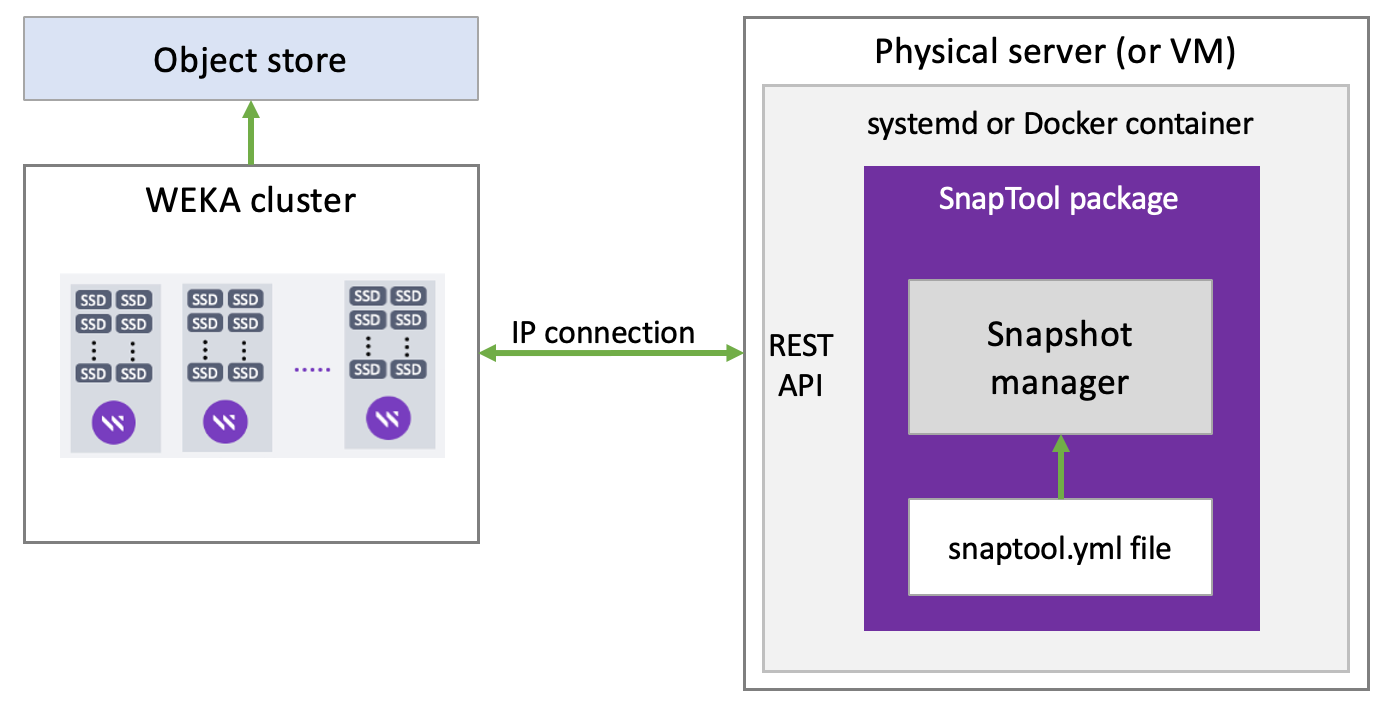 Object store
WEKA cluster
SSD SSD SSD SSD SSD SSD
SSD SSD SSD SSD SSD SSD
SSD SSD SSD SSD SSD SSD
IP connection
Physical server (or VM)
systemd or Docker container
REST
API
SnapTool package
Snapshot
manager
snaptool.yml file